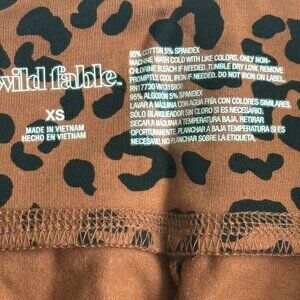 wild fable™
XS
MADE IN VIETNAM
HECHO EN VIETNAM
95% COTTON 5% SPANDEX
MACHINE WASH COLD WITH LIKE COLORS. ONLY NON-
CHLORINE BLEACH IF NEEDED. TUMBLE DRY LOW. REMOVE
PROMPTLY. COOL IRON IF NEEDED. DO NOT IRON ON LABEL.
RN17730 WN131583
95% ALGODÓN 5% SPANDEX
LAVAR A MÁQUINA CON AGUA FRÍA CON COLORES SIMILARES.
SÓLO BLANQUEADOR SIN CLORO SI ES NECESARIO.
SECAR A MÁQUINA A TEMPERATURA BAJA. RETIRAR
OPORTUNAMENTE. PLANCHAR A BAJA TEMPERATURA SI ES
NECESARIO. NO PLANCHAR SOBRE LA ETIQUETA.